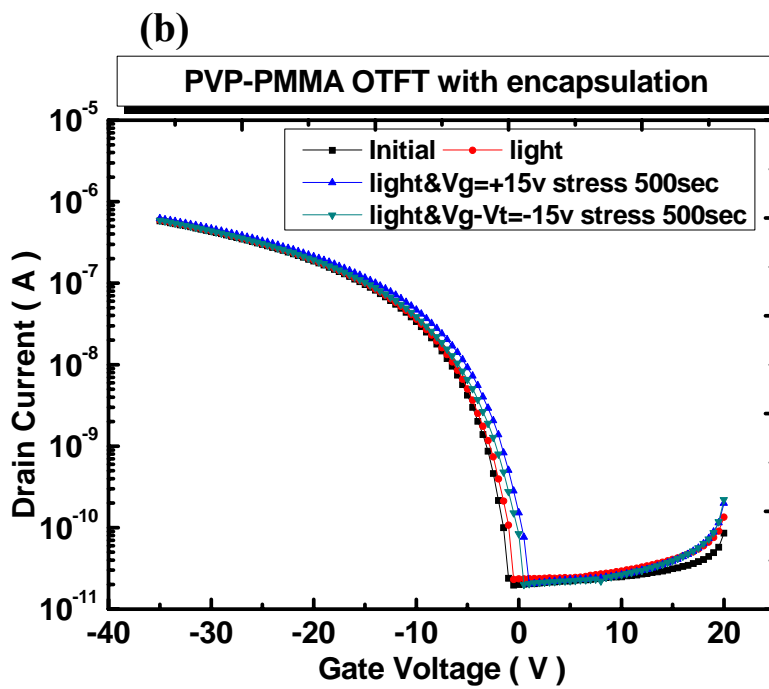 (b)
PVP-PMMA OTFT with encapsulation
Initial light
light&Vg=+15v stress 500sec
light&Vg-Vt=-15v stress 500sec
10^-5
10^-6
10^-7
10^-8
10^-9
10^-10
10^-11
Drain Current ( A )
-40 -30 -20 -10 0 10 20
Gate Voltage ( V )